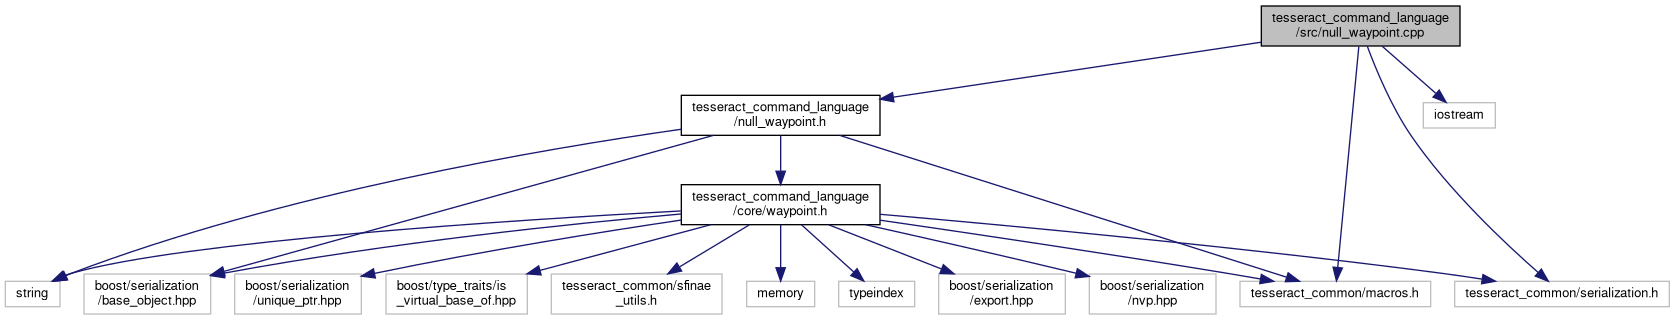 tesseract_command_language
/src/null_waypoint.cpp
tesseract_command_language
/null_waypoint.h
iostream
tesseract_command_language
/core/waypoint.h
string
boost/serialization
/base_object.hpp
boost/serialization
/unique_ptr.hpp
boost/type_traits/is
_virtual_base_of.hpp
tesseract_common/sfinae
_utils.h
memory
typeindex
boost/serialization
/export.hpp
boost/serialization
/nvp.hpp
tesseract_common/macros.h
tesseract_common/serialization.h